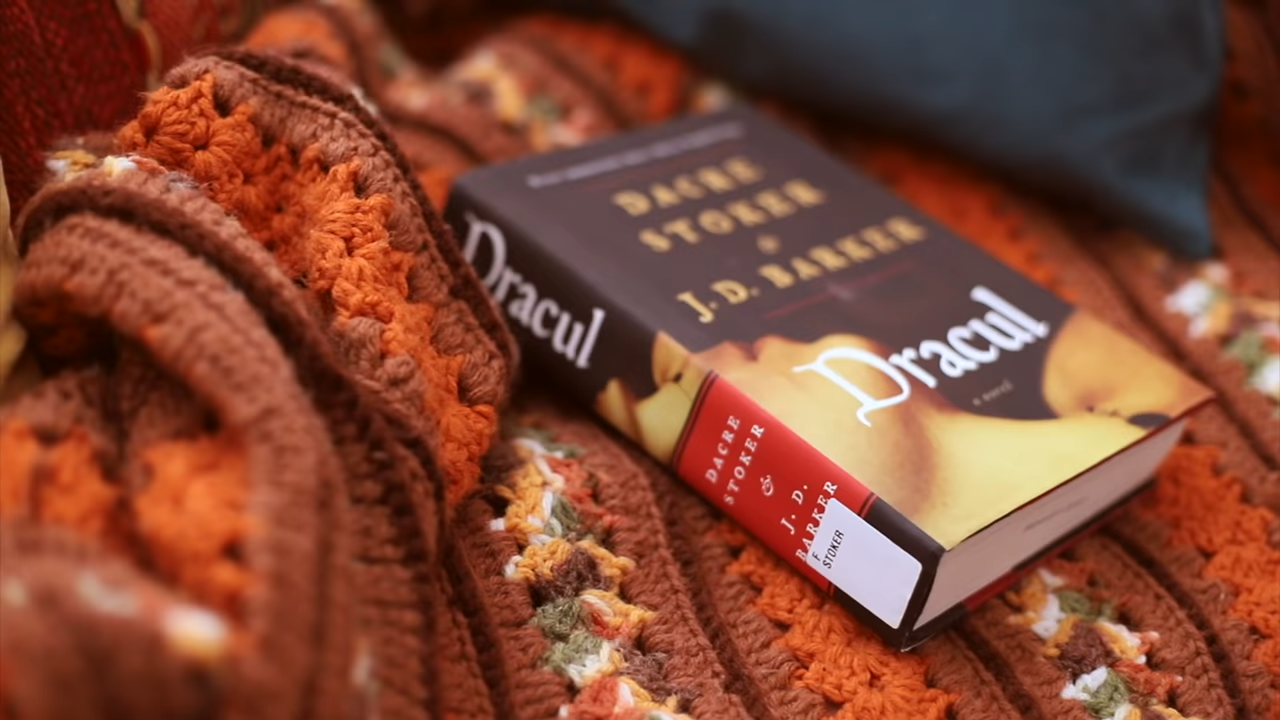 DACRE
STOKER
&
J.D. BARKER
Dracul
a novel
Dracul
DACRE
STOKER
&
J. D.
BARKER
F
STOKER